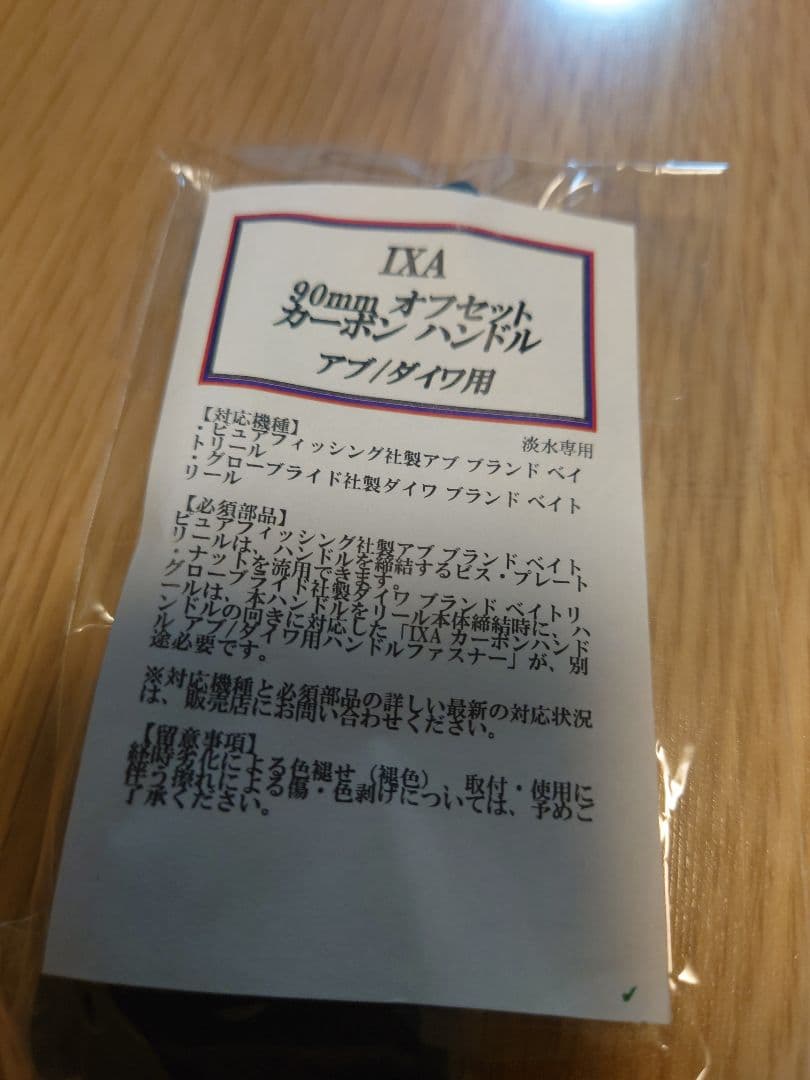 IXA
90mm オフセット
カーボン ハンドル
アブ/ダイワ用
淡水専用
【対応機種】
・ピュアフィッシング社製アブ ブランド ベイ
トリール
・グローブライド社製ダイワ ブランド ベイト
リール
【必須部品】
ピュアフィッシング社製アブ ブランド ベイト
リールは、ハンドルを締結するビス・プレート
・ナットを流用できます。
グローブライド社製ダイワ ブランド ベイトリ
ールは、本ハンドルをリール本体締結時に、ハ
ンドルの向きに対応した「IXA カーボンハンド
ル アブ/ダイワ用ハンドルファスナー」が、別
途必要です。
※対応機種と必須部品の詳しい最新の対応状況
は、販売店にお問い合わせください。
【留意事項】
経時劣化による色褪せ（褪色）、取付・使用に
伴う擦れによる傷・色剥げについては、予めご
了承ください。